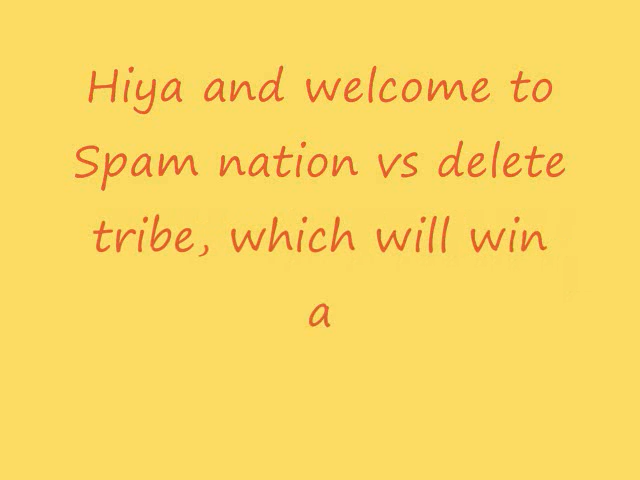 Hiya and welcome to
Spam nation vs delete
tribe, which will win
a